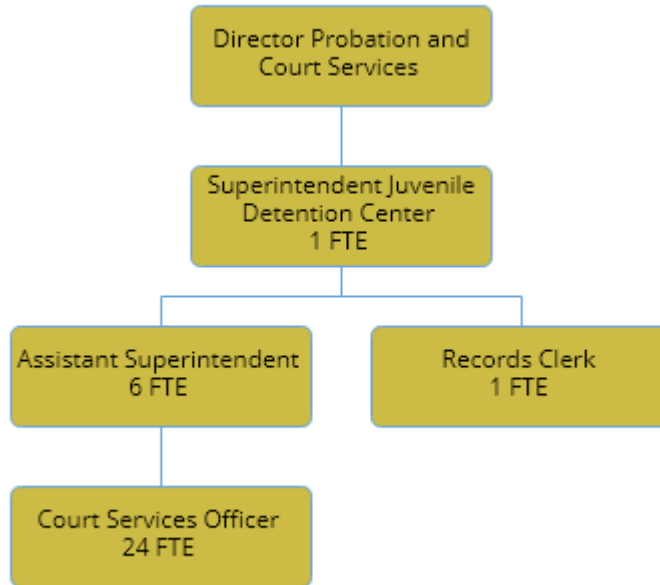 Director Probation and
Court Services
Superintendent Juvenile
Detention Center
1 FTE
Assistant Superintendent
6 FTE
Records Clerk
1 FTE
Court Services Officer
24 FTE